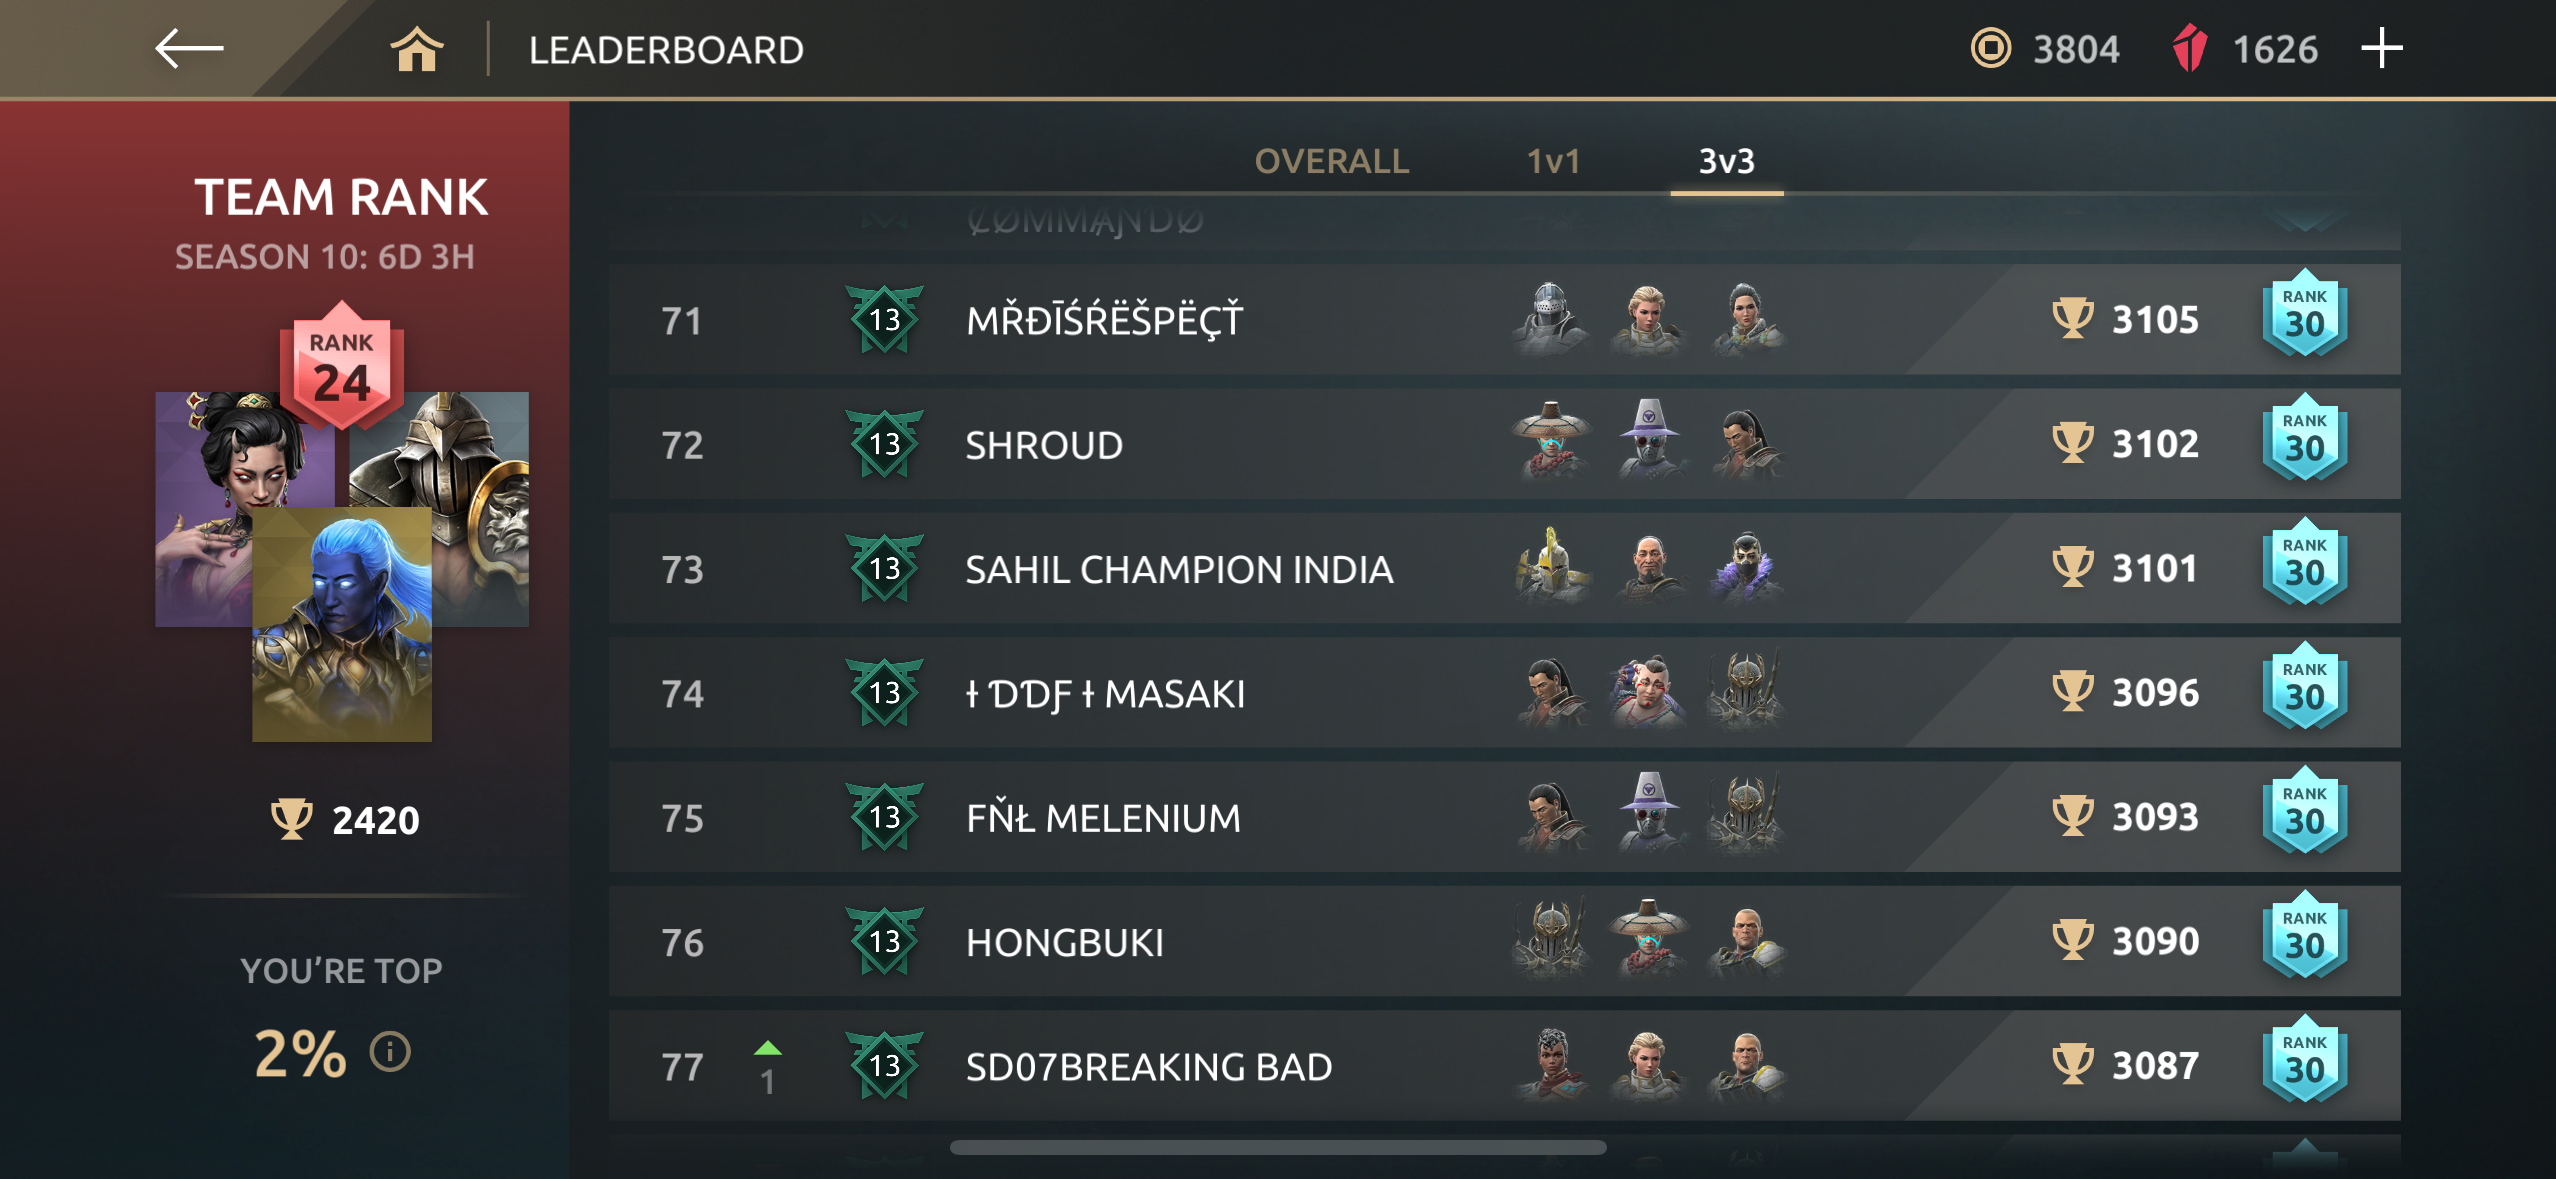 LEADERBOARD
3804
1626
TEAM RANK
SEASON 10: 6D 3H
RANK
24
2420
YOU'RE TOP
2%
OVERALL
1v1
3v3
71 13 MŘĐĪŚŔËŠPËÇŤ 3105 RANK 30
72 13 SHROUD 3102 RANK 30
73 13 SAHIL CHAMPION INDIA 3101 RANK 30
74 13 ƗƊƊƑƗ MASAKI 3096 RANK 30
75 13 FŇŁ MELENIUM 3093 RANK 30
76 13 HONGBUKI 3090 RANK 30
77 1 13 SD07BREAKING BAD 3087 RANK 30